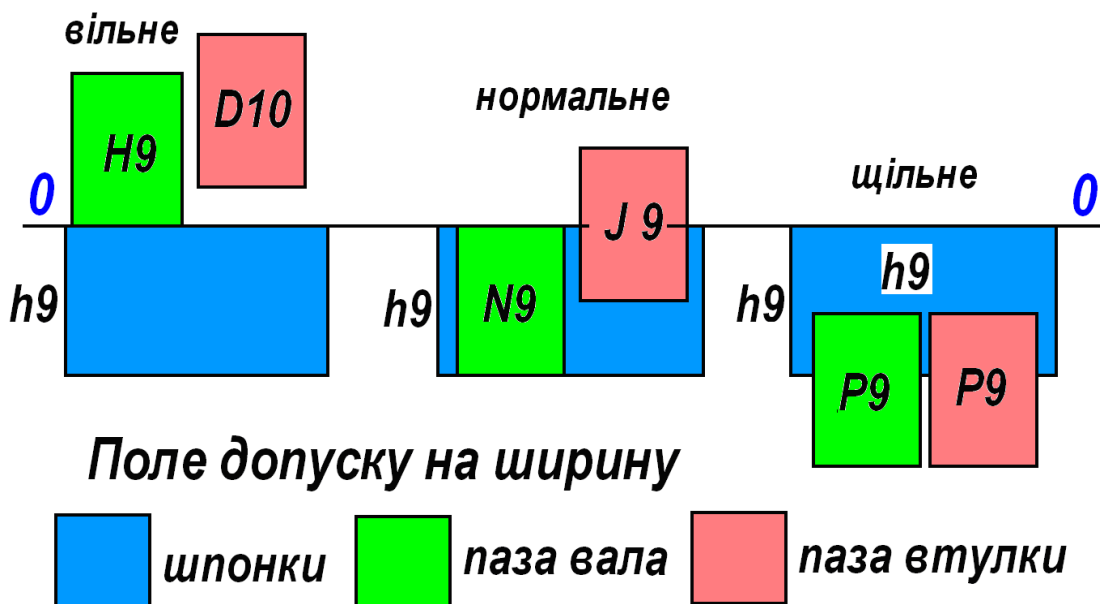 вільне
нормальне
щільне
H9
D10
0
J 9
0
h9
h9
N9
h9
h9
P9
P9
Поле допуску на ширину
шпонки
паза вала
паза втулки